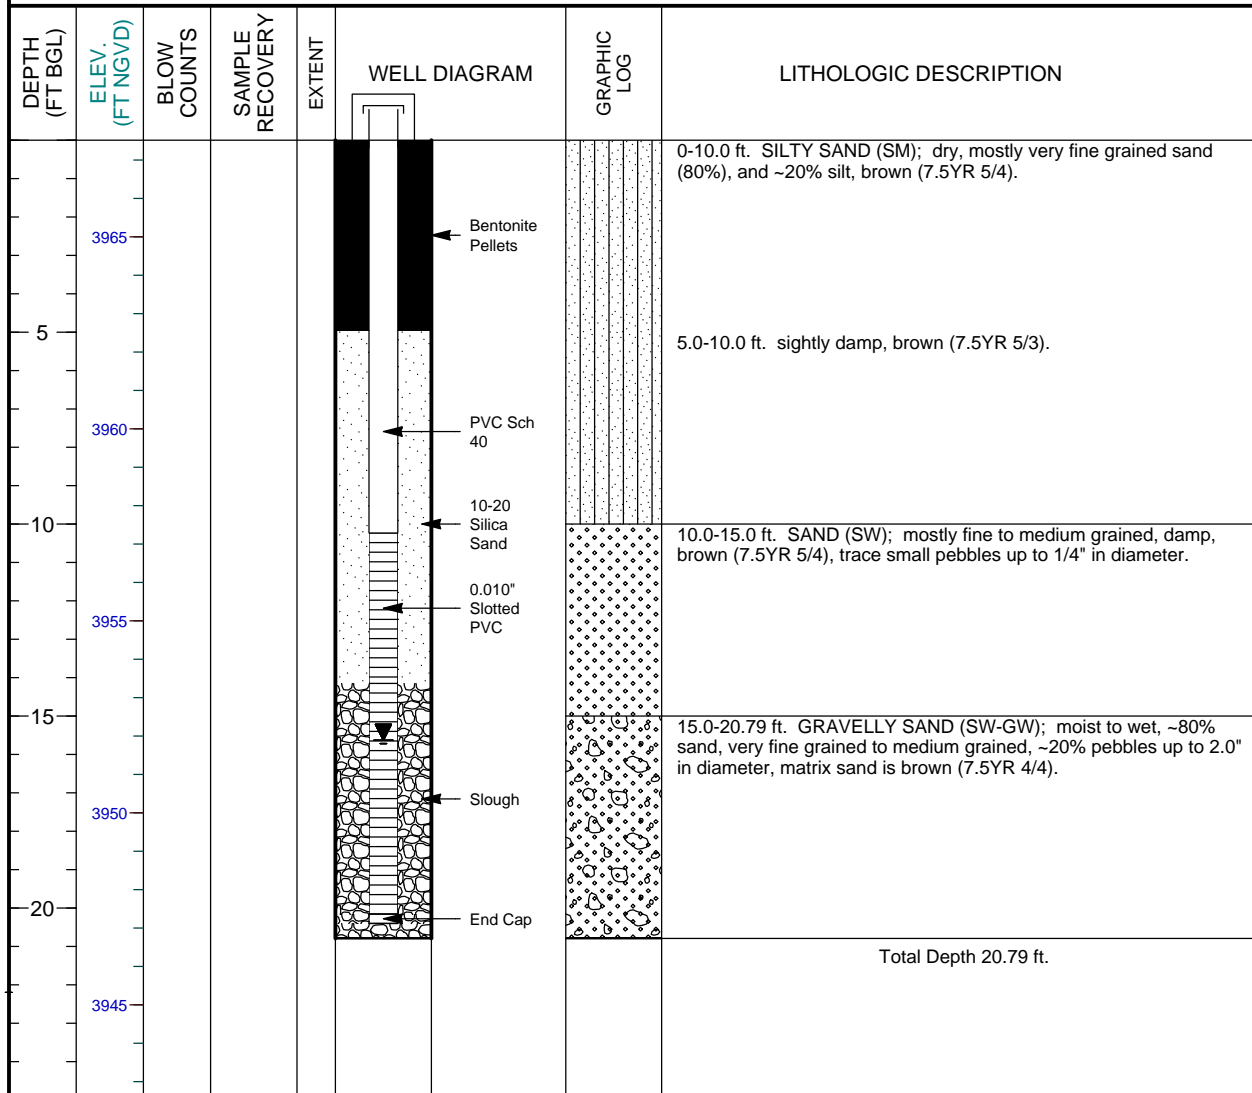 DEPTH
(FT BGL)
ELEV.
(FT NGVD)
BLOW
COUNTS
SAMPLE
RECOVERY
EXTENT
WELL DIAGRAM
GRAPHIC
LOG
LITHOLOGIC DESCRIPTION
0-10.0 ft. SILTY SAND (SM); dry, mostly very fine grained sand
(80%), and ~20% silt, brown (7.5YR 5/4).
3965
Bentonite
Pellets
5
5.0-10.0 ft. sightly damp, brown (7.5YR 5/3).
3960
PVC Sch
40
10-20
Silica
Sand
10
10.0-15.0 ft. SAND (SW); mostly fine to medium grained, damp,
brown (7.5YR 5/4), trace small pebbles up to 1/4" in diameter.
0.010"
Slotted
PVC
3955
15
15.0-20.79 ft. GRAVELLY SAND (SW-GW); moist to wet, ~80%
sand, very fine grained to medium grained, ~20% pebbles up to 2.0"
in diameter, matrix sand is brown (7.5YR 4/4).
Slough
3950
20
End Cap
Total Depth 20.79 ft.
3945